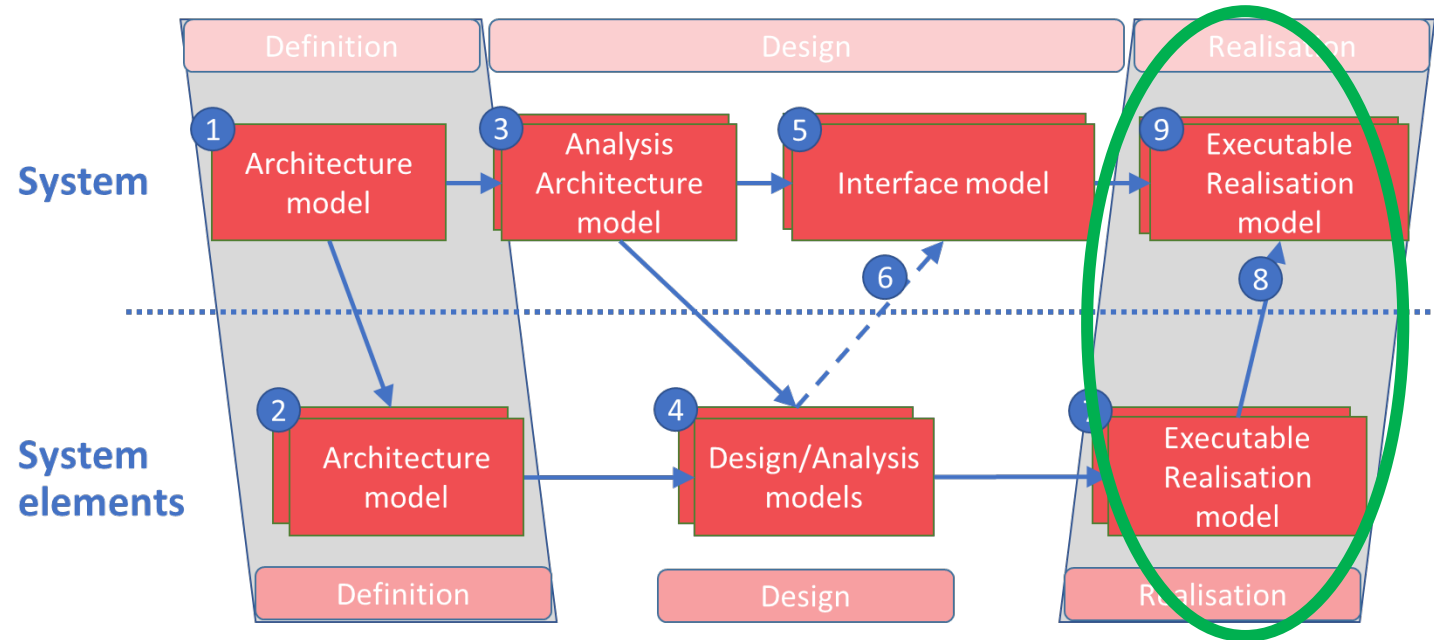 Definition
Design
Realisation
1
3
5
9
System
Architecture
model
Analysis
Architecture
model
Interface model
Executable
Realisation
model
6
8
2
4
7
System
elements
Architecture
model
Design/Analysis
models
Executable
Realisation
model
Definition
Design
Realisation